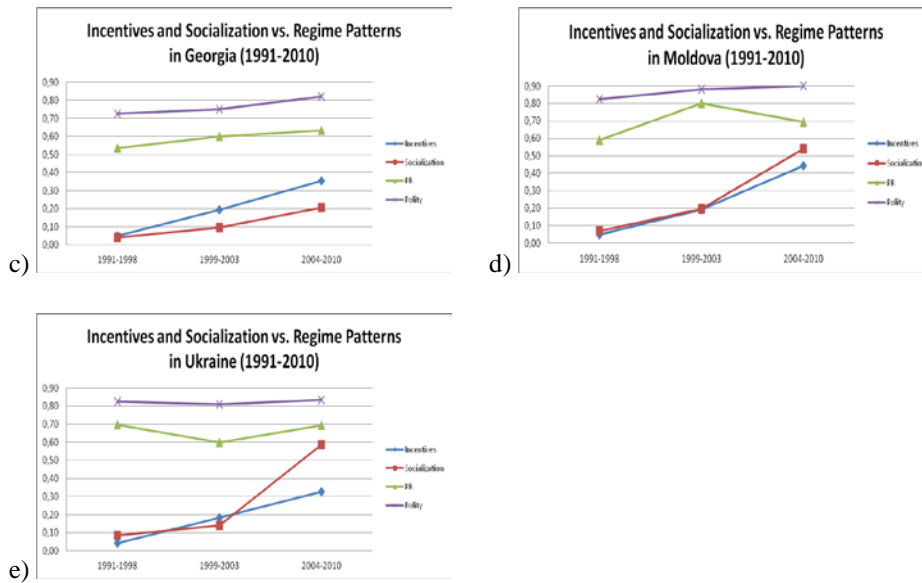 Incentives and Socialization vs. Regime Patterns
in Georgia (1991-2010)
0,90
0,80
0,70
0,60
0,50
0,40
0,30
0,20
0,10
0,00
1991-1998
1999-2003
2004-2010
Incentives
Socialization
FR
Polity
c)
Incentives and Socialization vs. Regime Patterns
in Moldova (1991-2010)
0,90
0,80
0,70
0,60
0,50
0,40
0,30
0,20
0,10
0,00
1991-1998
1999-2003
2004-2010
Incentives
Socialization
Polity
d)
Incentives and Socialization vs. Regime Patterns
in Ukraine (1991-2010)
0,90
0,80
0,70
0,60
0,50
0,40
0,30
0,20
0,10
0,00
1991-1998
1999-2003
2004-2010
Incentives
Socialization
Polity
e)